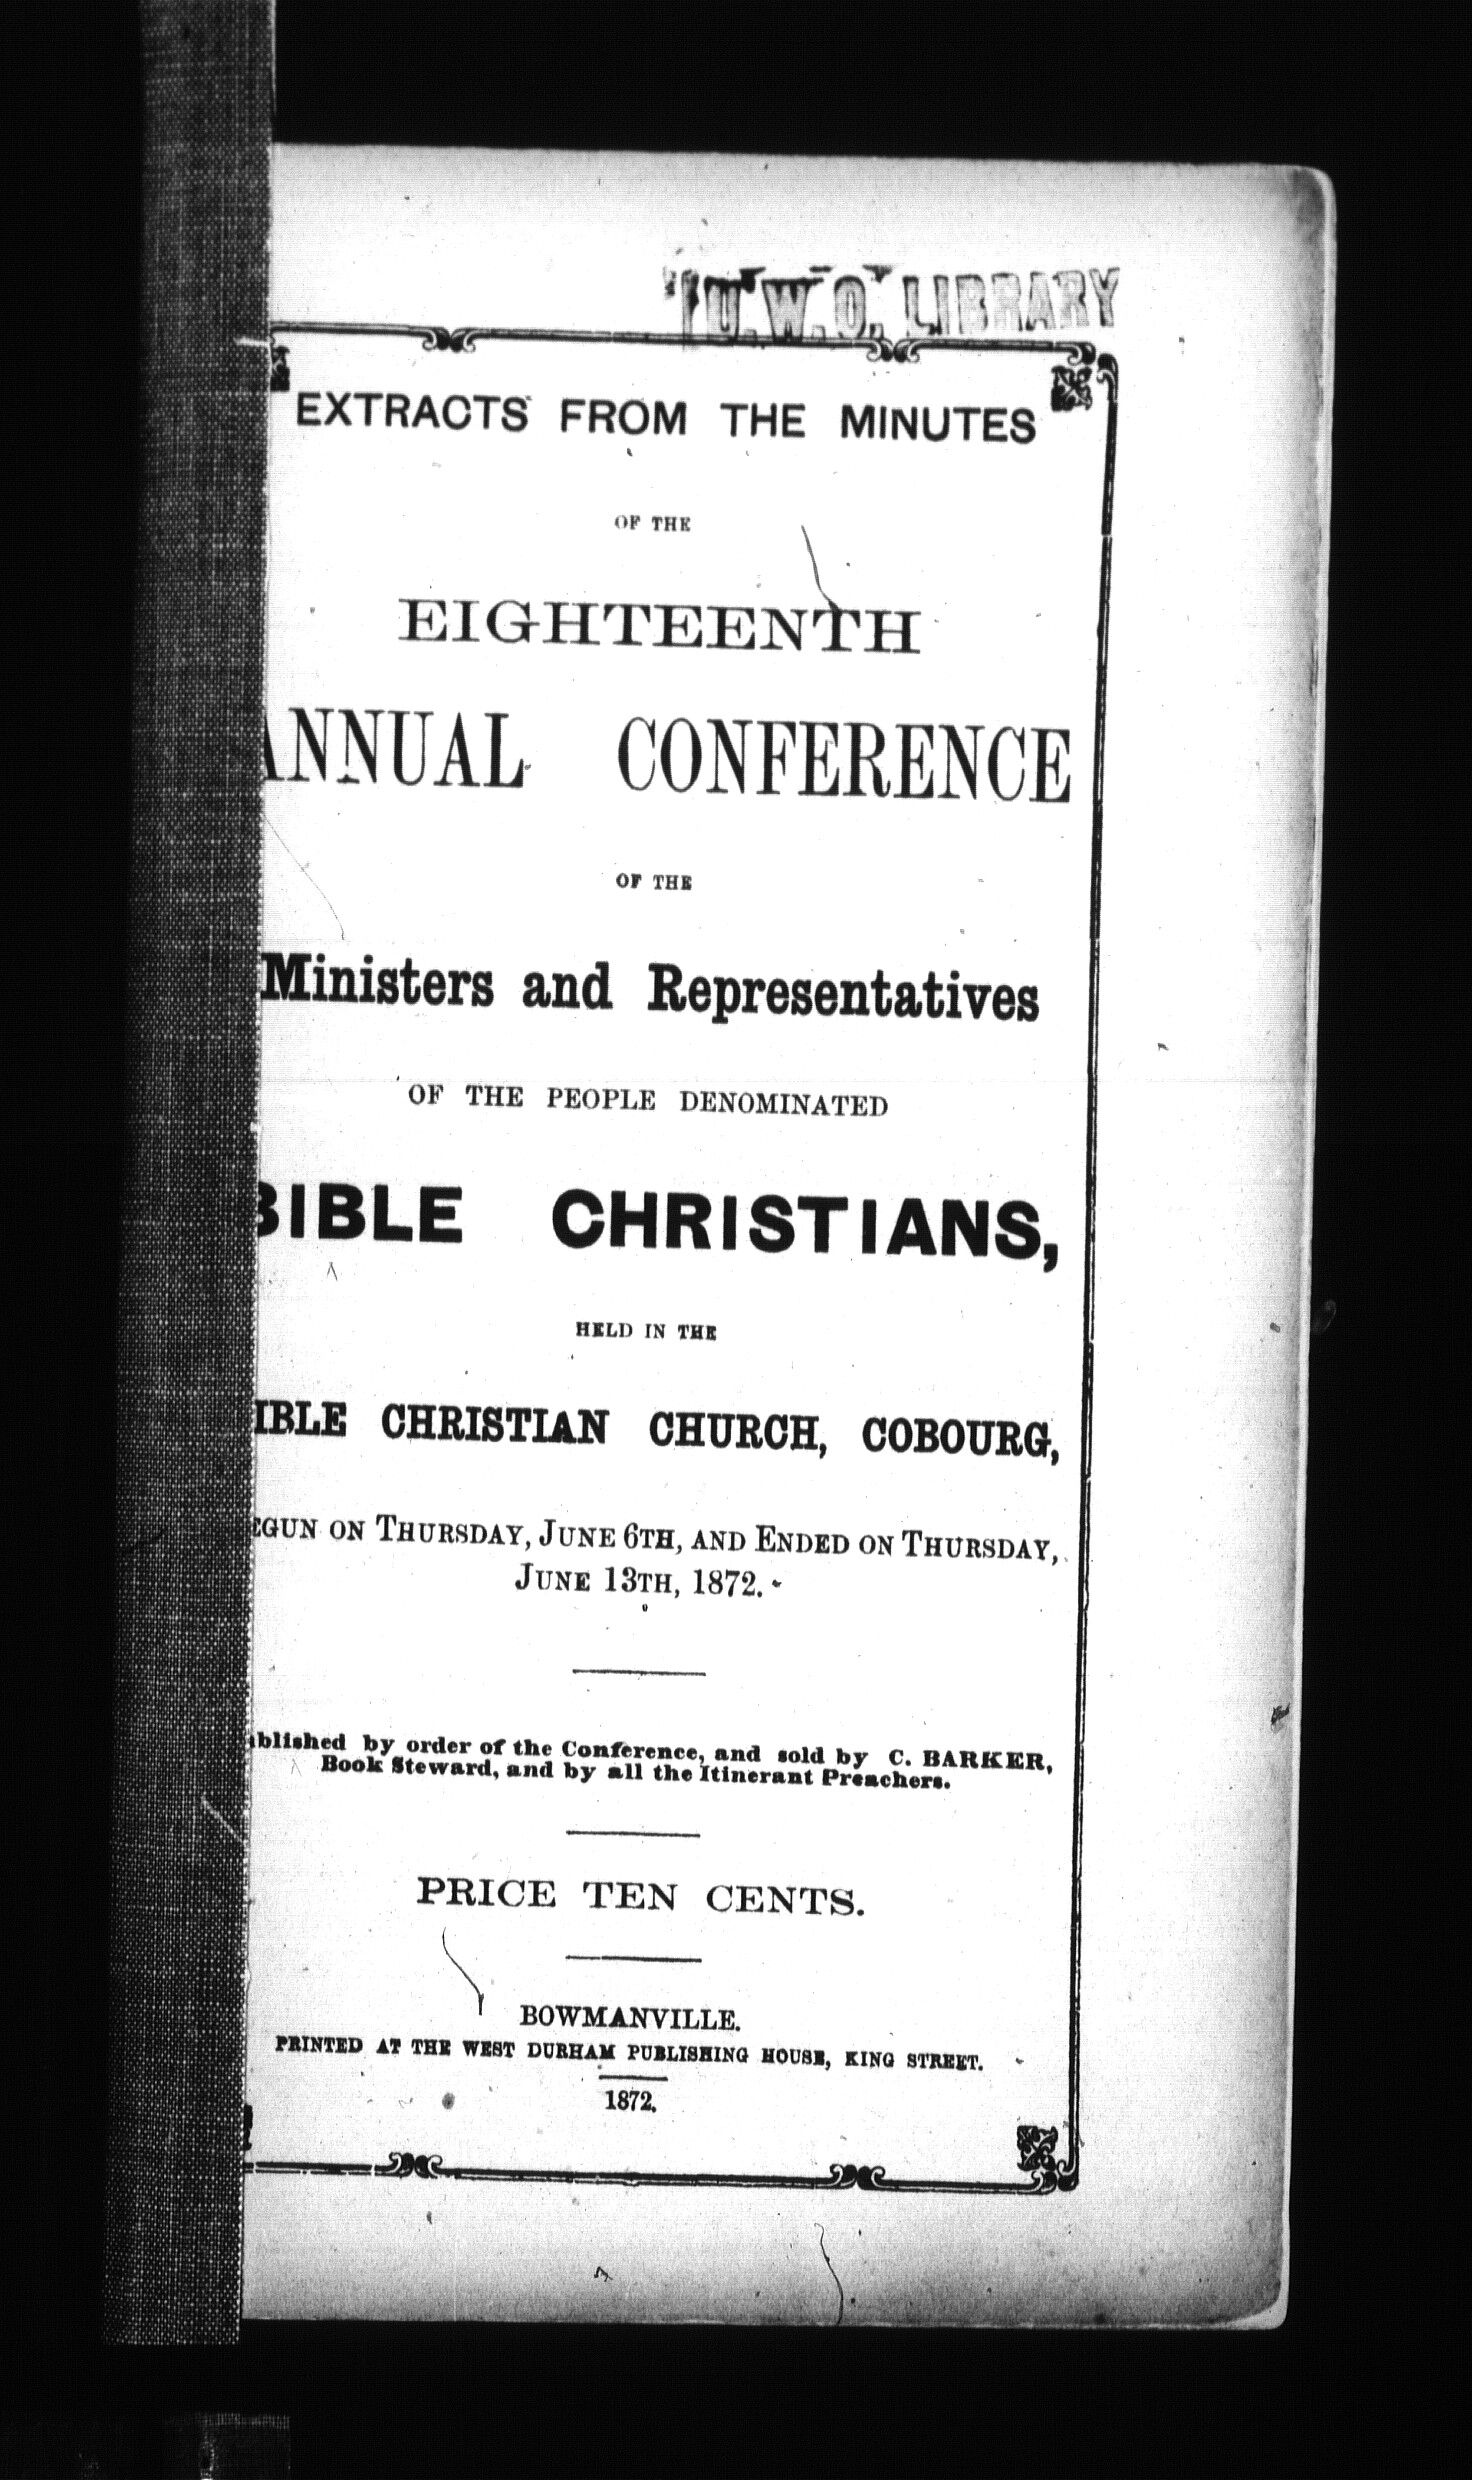 U.W.O. LIBRARY
EXTRACTS FROM THE MINUTES
OF THE
EIGHTEENTH
ANNUAL CONFERENCE
OF THE
Ministers and Representatives
OF THE PEOPLE DENOMINATED
BIBLE CHRISTIANS,
HELD IN THE
IBLE CHRISTIAN CHURCH, COBOURG,
EGUN ON THURSDAY, JUNE 6TH, AND ENDED ON THURSDAY,
JUNE 13TH, 1872.
blished by order of the Conference, and sold by C. BARKER,
Book Steward, and by all the Itinerant Preachers.
PRICE TEN CENTS.
BOWMANVILLE.
PRINTED AT THE WEST DURHAM PUBLISHING HOUSE, KING STREET.
1872.